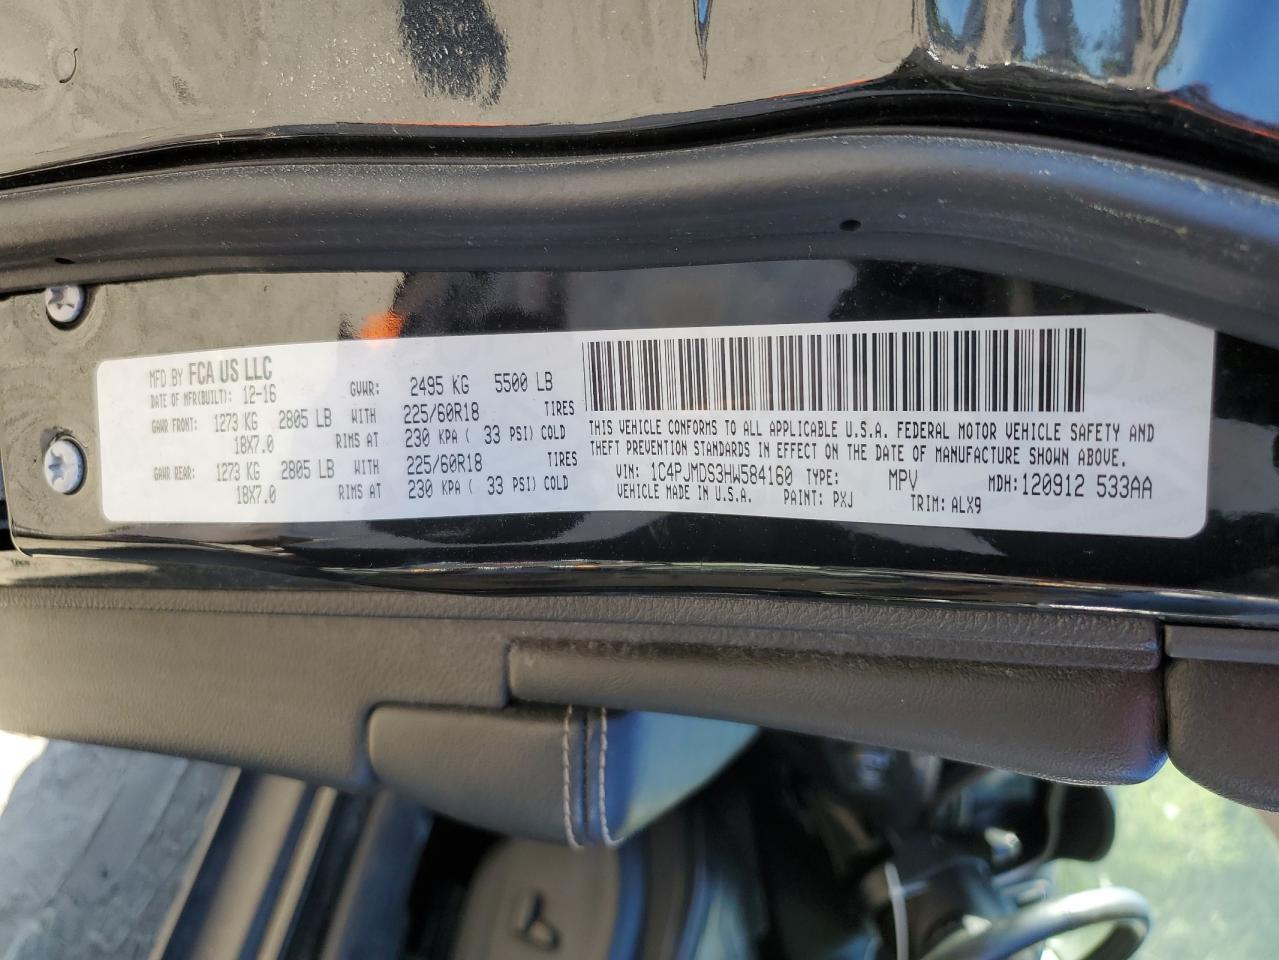 MFD BY FCA US LLC
DATE OF MFR(BUILT): 12-16 GVWR: 2495 KG 5500 LB
GAWR FRONT: 1273 KG 2805 LB WITH 225/60R18 TIRES
18X7.0 RIMS AT 230 KPA ( 33 PSI) COLD
GAWR REAR: 1273 KG 2805 LB WITH 225/60R18 TIRES
18X7.0 RIMS AT 230 KPA ( 33 PSI) COLD
THIS VEHICLE CONFORMS TO ALL APPLICABLE U.S.A. FEDERAL MOTOR VEHICLE SAFETY AND
THEFT PREVENTION STANDARDS IN EFFECT ON THE DATE OF MANUFACTURE SHOWN ABOVE.
VIN: 1C4PJMDS3HW584160 TYPE: MPV MDH:120912 533AA
VEHICLE MADE IN U.S.A. PAINT: PXJ TRIM: ALX9